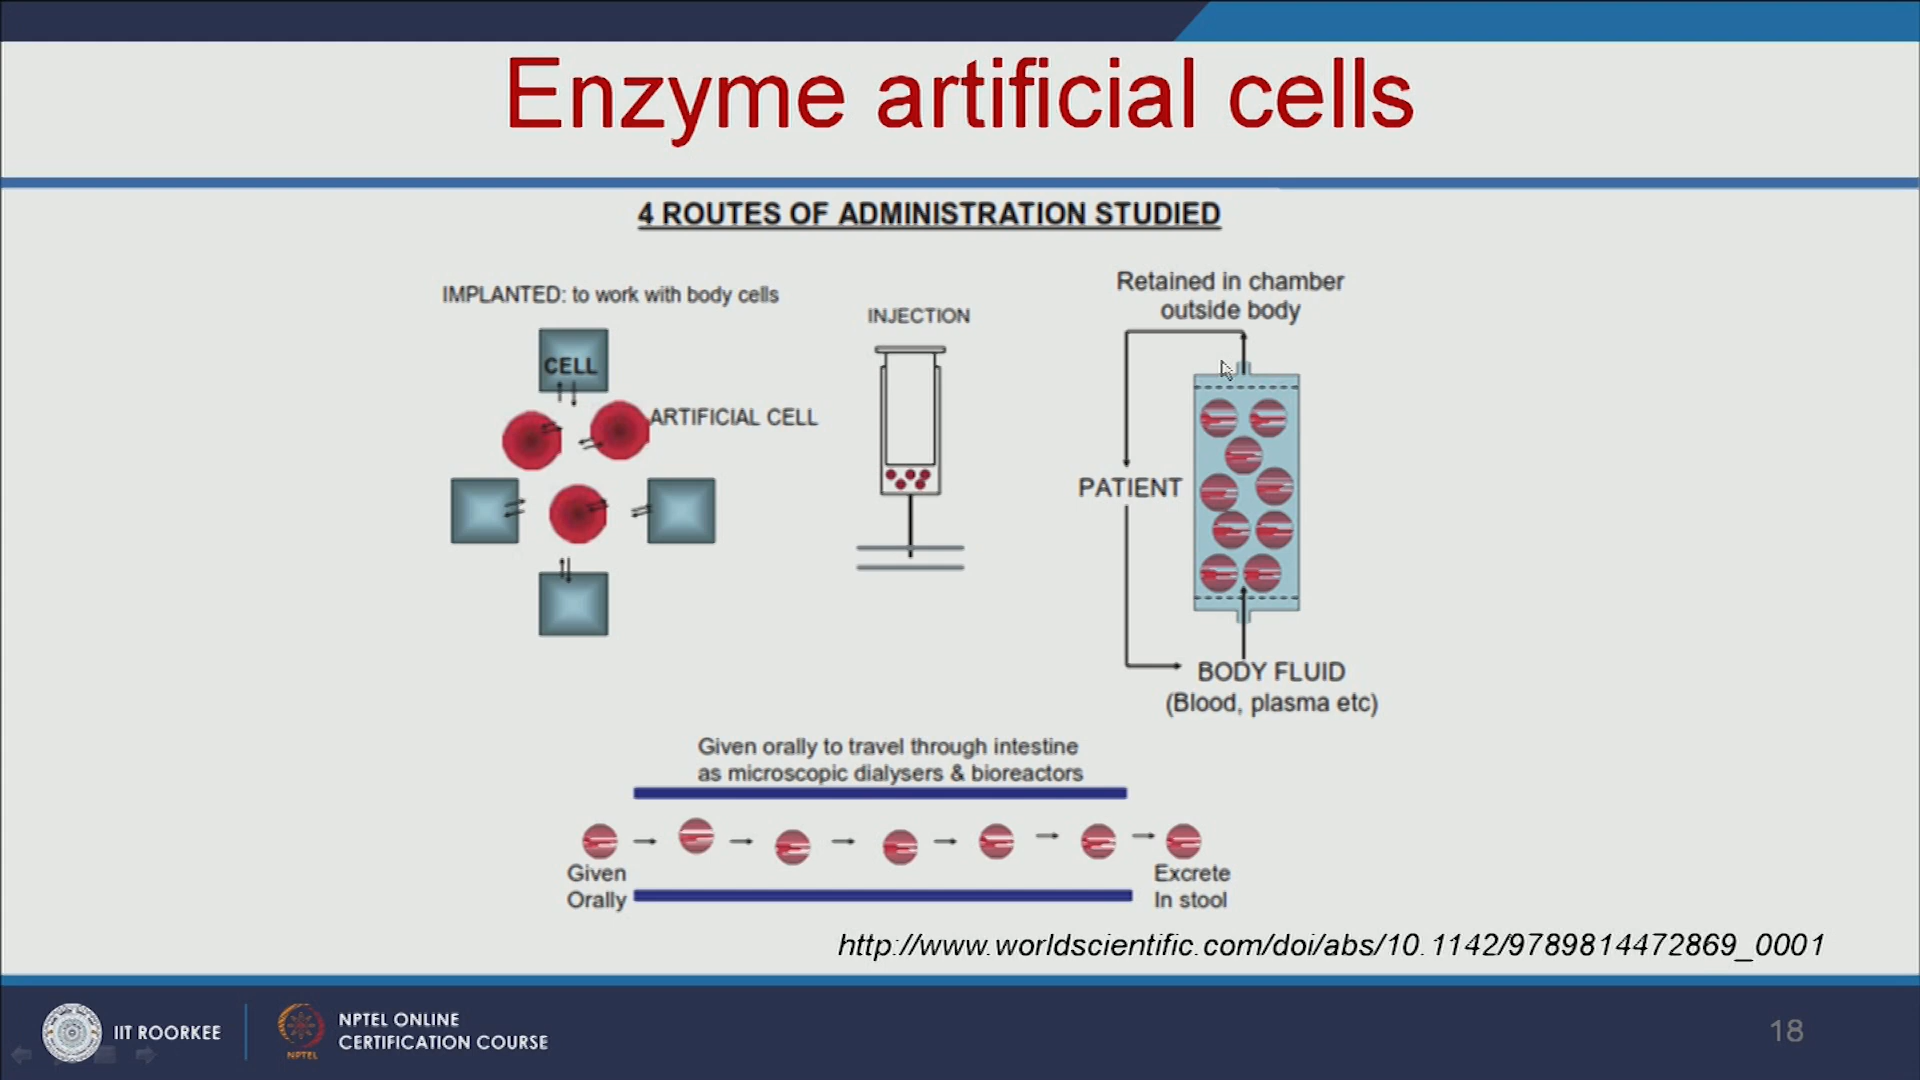 Enzyme artificial cells
4 ROUTES OF ADMINISTRATION STUDIED
IMPLANTED: to work with body cells
CELL
ARTIFICIAL CELL
INJECTION
Retained in chamber
outside body
PATIENT
BODY FLUID
(Blood, plasma etc)
Given orally to travel through intestine
as microscopic dialysers & bioreactors
Given
Orally
Excrete
In stool
http://www.worldscientific.com/doi/abs/10.1142/9789814472869_0001
IIT ROORKEE
NPTEL
NPTEL ONLINE
CERTIFICATION COURSE
18